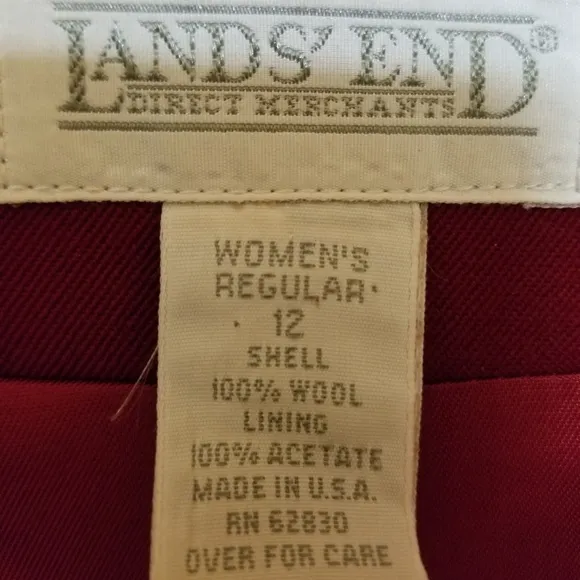 LANDS' END®
DIRECT MERCHANTS
WOMEN'S
REGULAR
12
SHELL
100% WOOL
LINING
100% ACETATE
MADE IN U.S.A.
RN 62830
OVER FOR CARE